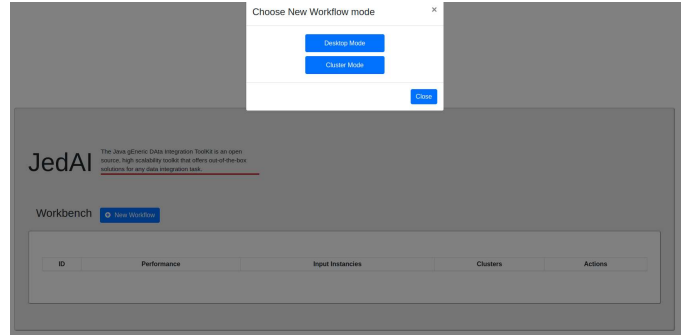 Choose New Workflow mode ×
Desktop Mode
Cluster Mode
Close
JedAI
The Java gEneric DAta Integration ToolKit is an open
source, high scalability toolkit that offers out-of-the-box
solutions for any data integration task.
Workbench New Workflow
ID Performance Input Instancies Clusters Actions